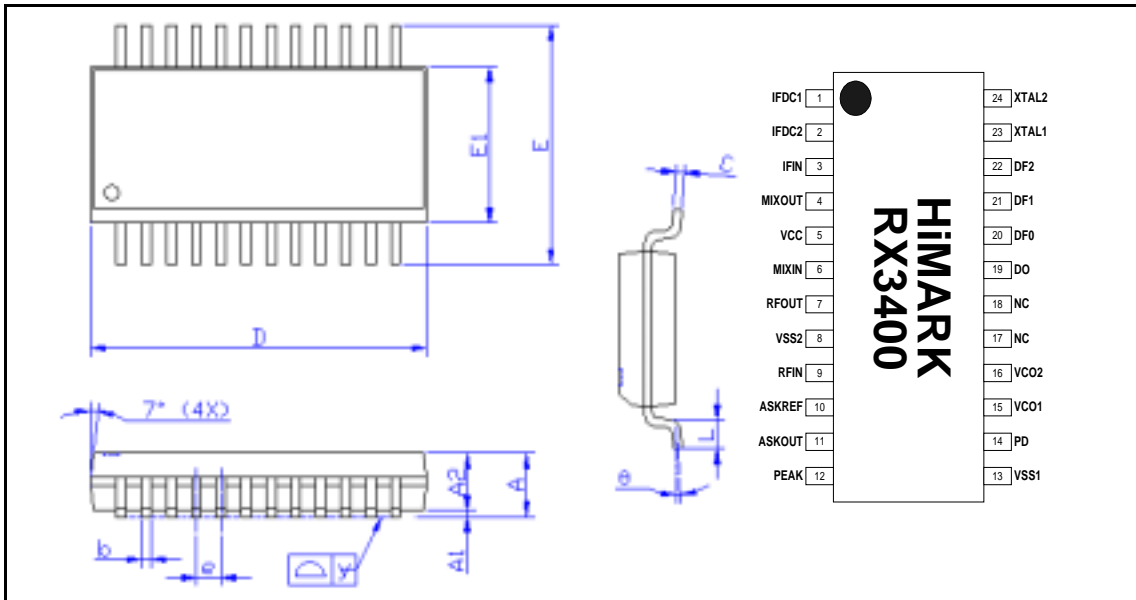 E1
E
D
7° (4X)
A2
A
A1
b
e
y
C
L
θ
IFDC1 1
IFDC2 2
IFIN 3
MIXOUT 4
VCC 5
MIXIN 6
RFOUT 7
VSS2 8
RFIN 9
ASKREF 10
ASKOUT 11
PEAK 12
HiMARK
RX3400
24 XTAL2
23 XTAL1
22 DF2
21 DF1
20 DF0
19 DO
18 NC
17 NC
16 VCO2
15 VCO1
14 PD
13 VSS1